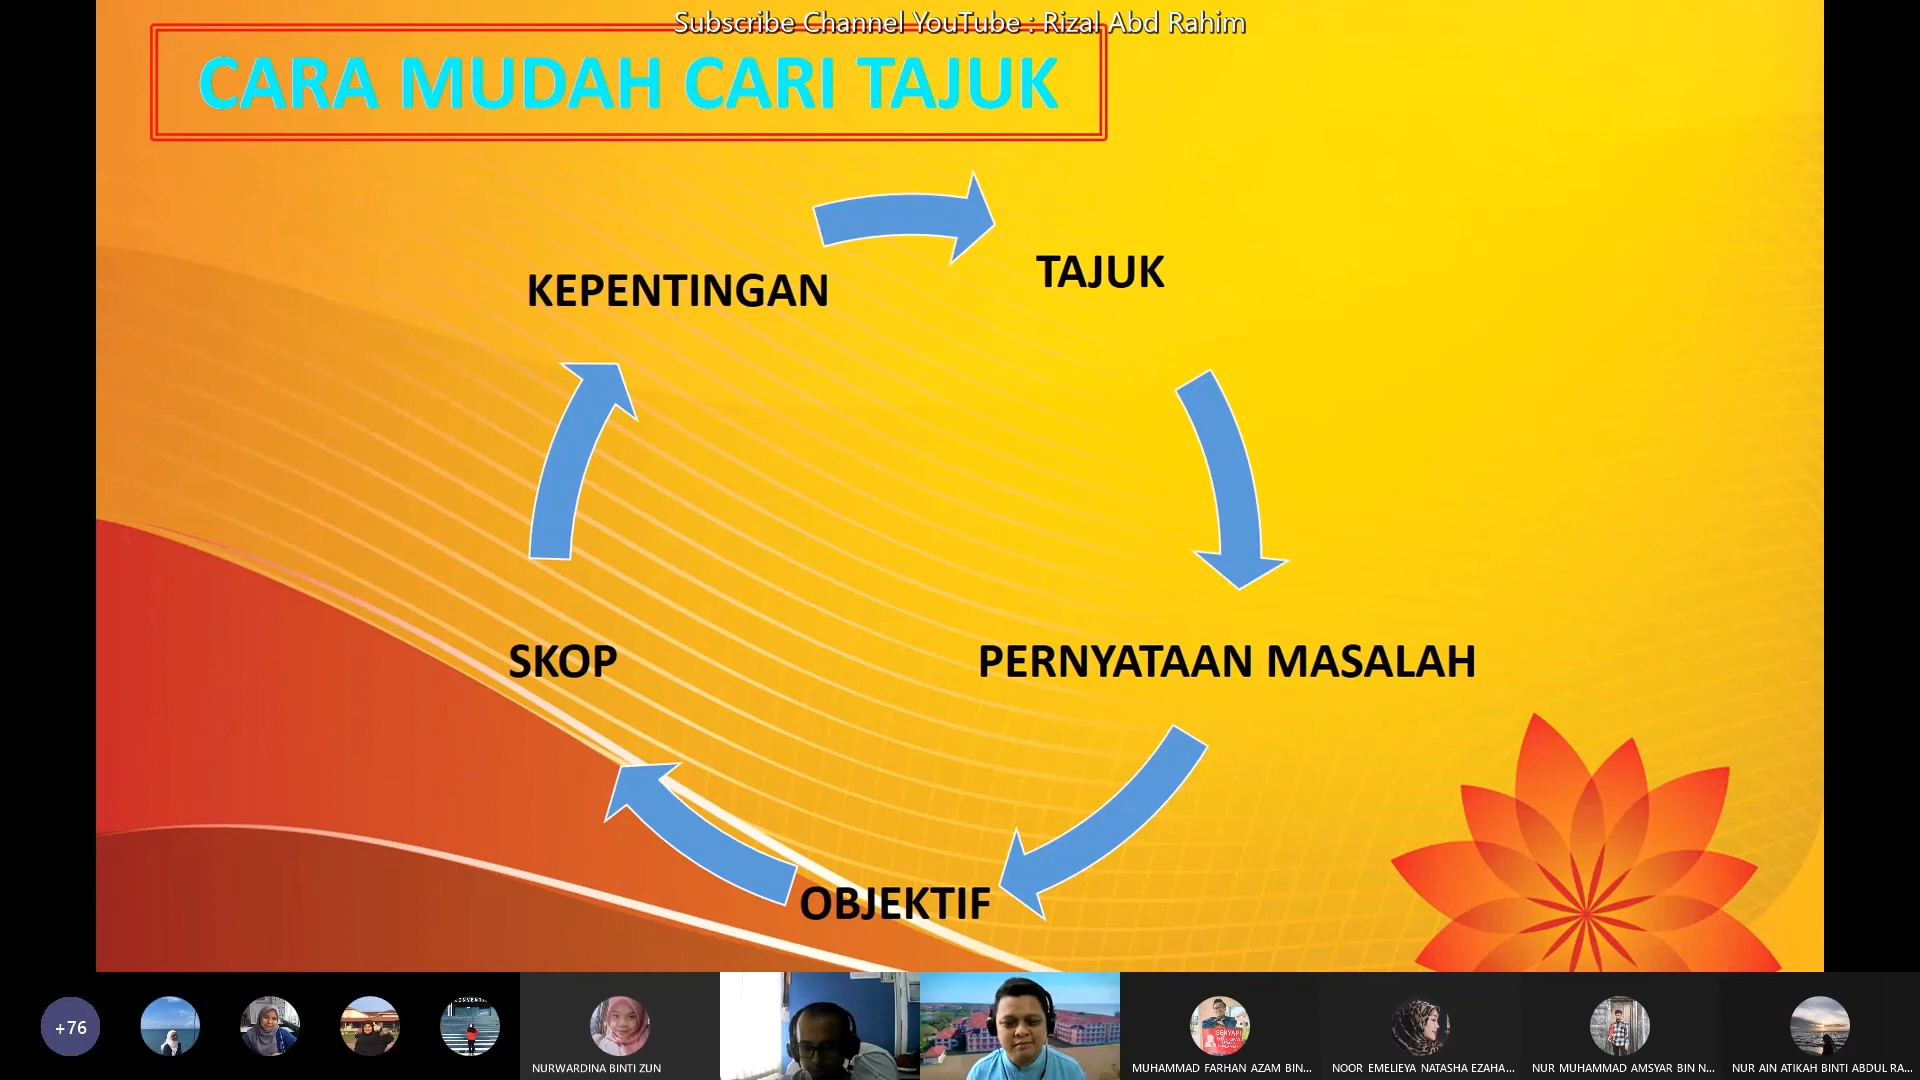 Subscribe Channel YouTube : Rizal Abd Rahim
CARA MUDAH CARI TAJUK
KEPENTINGAN
TAJUK
SKOP
PERNYATAAN MASALAH
OBJEKTIF
+76
NURWARDINA BINTI ZUN
MUHAMMAD FARHAN AZAM BIN...
NOOR EMELIEYA NATASHA EZAHA...
NUR MUHAMMAD AMSYAR BIN N...
NUR AIN ATIKAH BINTI ABDUL RA...